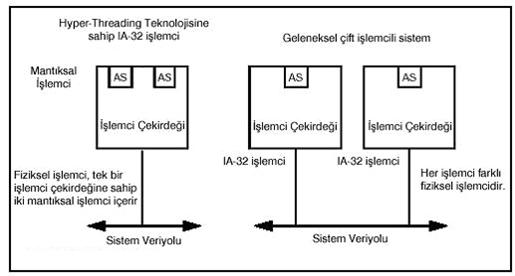 Hyper-Threading Teknolojisine
sahip IA-32 işlemci
Mantıksal
İşlemci
AS
AS
İşlemci Çekirdeği
Fiziksel işlemci, tek bir
işlemci çekirdeğine sahip
iki mantıksal işlemci içerir
Sistem Veriyolu
Geleneksel çift işlemcili sistem
AS
AS
İşlemci Çekirdeği
İşlemci Çekirdeği
IA-32 işlemci
IA-32 işlemci
Her işlemci farklı
fiziksel işlemcidir.
Sistem Veriyolu